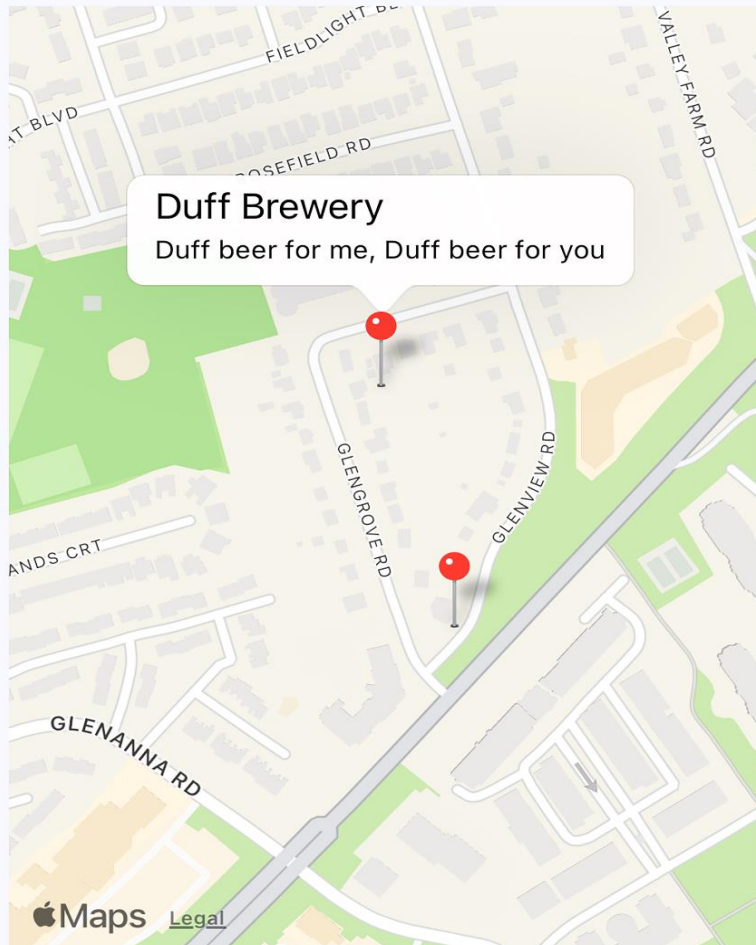 FIELDLIGHT BL
VALLEY FARM RD
AT BLVD
ROSEFIELD RD
Duff Brewery
Duff beer for me, Duff beer for you
GLENGROVE RD
GLENVIEW RD
ANDS CRT
GLENANNA RD
Maps
Legal